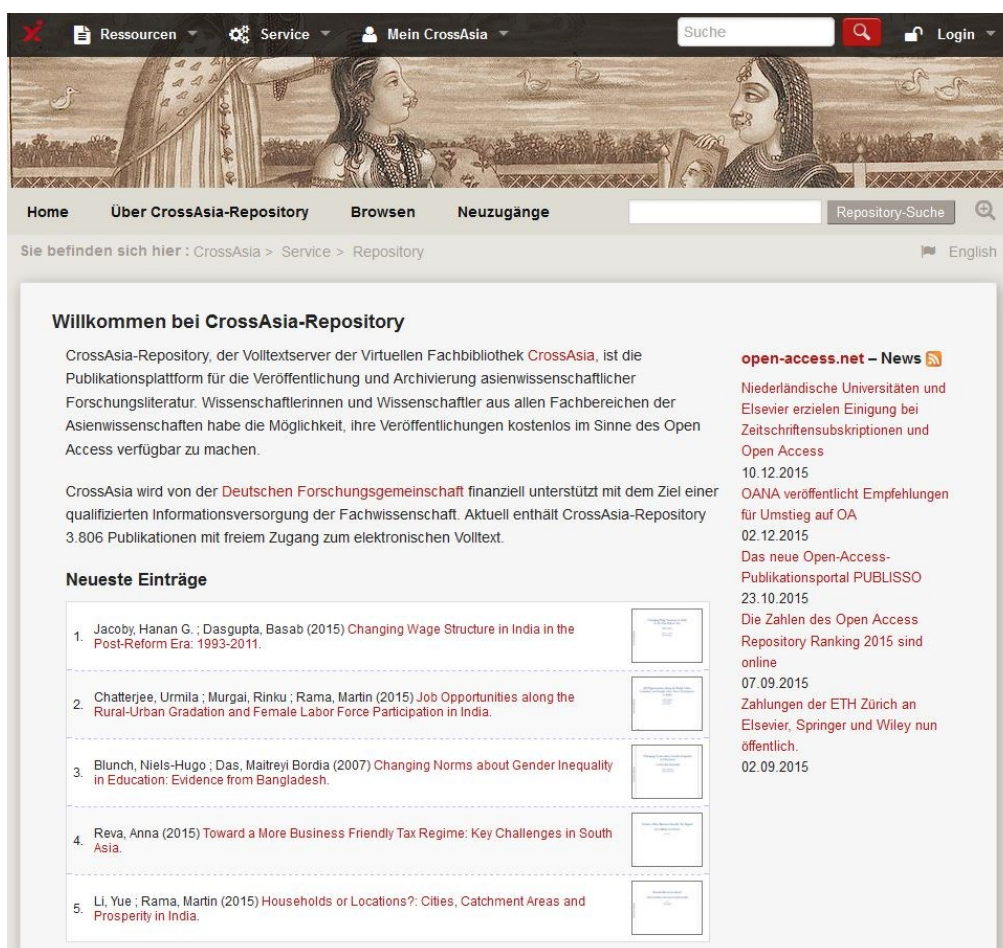 Ressourcen Service Mein CrossAsia Suche Login
Home Über CrossAsia-Repository Browsen Neuzugänge Repository-Suche
Sie befinden sich hier : CrossAsia > Service > Repository English
Willkommen bei CrossAsia-Repository
CrossAsia-Repository, der Volltextserver der Virtuellen Fachbibliothek CrossAsia, ist die
Publikationsplattform für die Veröffentlichung und Archivierung asienwissenschaftlicher
Forschungsliteratur. Wissenschaftlerinnen und Wissenschaftler aus allen Fachbereichen der
Asienwissenschaften habe die Möglichkeit, ihre Veröffentlichungen kostenlos im Sinne des Open
Access verfügbar zu machen.
CrossAsia wird von der Deutschen Forschungsgemeinschaft finanziell unterstützt mit dem Ziel einer
qualifizierten Informationsversorgung der Fachwissenschaft. Aktuell enthält CrossAsia-Repository
3.806 Publikationen mit freiem Zugang zum elektronischen Volltext.
Neueste Einträge
1. Jacoby, Hanan G. ; Dasgupta, Basab (2015) Changing Wage Structure in India in the
Post-Reform Era: 1993-2011.
2. Chatterjee, Urmila ; Murgai, Rinku ; Rama, Martin (2015) Job Opportunities along the
Rural-Urban Gradation and Female Labor Force Participation in India.
3. Blunch, Niels-Hugo ; Das, Maitreyi Bordia (2007) Changing Norms about Gender Inequality
in Education: Evidence from Bangladesh.
4. Reva, Anna (2015) Toward a More Business Friendly Tax Regime: Key Challenges in South
Asia.
5. Li, Yue ; Rama, Martin (2015) Households or Locations?: Cities, Catchment Areas and
Prosperity in India.
open-access.net – News
Niederländische Universitäten und
Elsevier erzielen Einigung bei
Zeitschriftensubskriptionen und
Open Access
10.12.2015
OANA veröffentlicht Empfehlungen
für Umstieg auf OA
02.12.2015
Das neue Open-Access-
Publikationsportal PUBLISSO
23.10.2015
Die Zahlen des Open Access
Repository Ranking 2015 sind
online
07.09.2015
Zahlungen der ETH Zürich an
Elsevier, Springer und Wiley nun
öffentlich.
02.09.2015